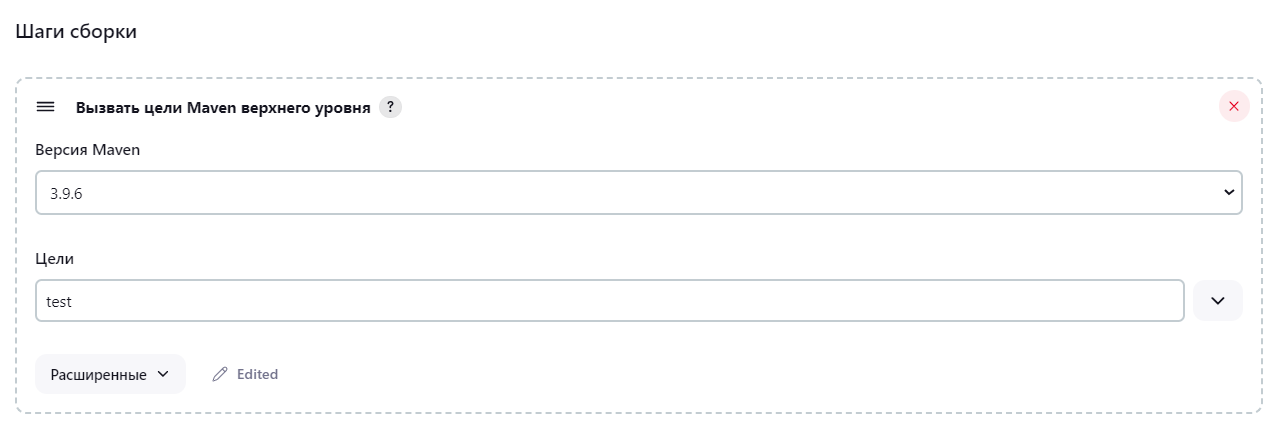 Шаги сборки
Вызвать цели Maven верхнего уровня ?
Версия Maven
3.9.6
Цели
test
Расширенные Edited